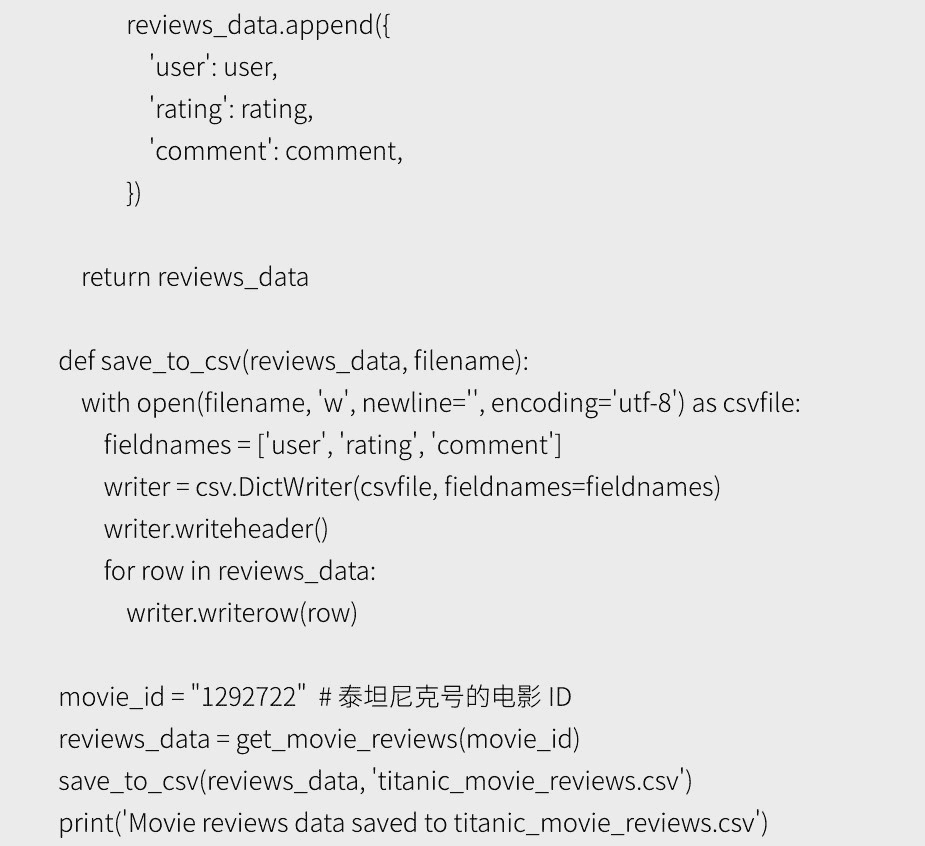 reviews_data.append({
'user': user,
'rating': rating,
'comment': comment,
})
return reviews_data
def save_to_csv(reviews_data, filename):
with open(filename, 'w', newline='', encoding='utf-8') as csvfile:
fieldnames = ['user', 'rating', 'comment']
writer = csv.DictWriter(csvfile, fieldnames=fieldnames)
writer.writeheader()
for row in reviews_data:
writer.writerow(row)
movie_id = "1292722"  # 泰坦尼克号的电影 ID
reviews_data = get_movie_reviews(movie_id)
save_to_csv(reviews_data, 'titanic_movie_reviews.csv')
print('Movie reviews data saved to titanic_movie_reviews.csv')